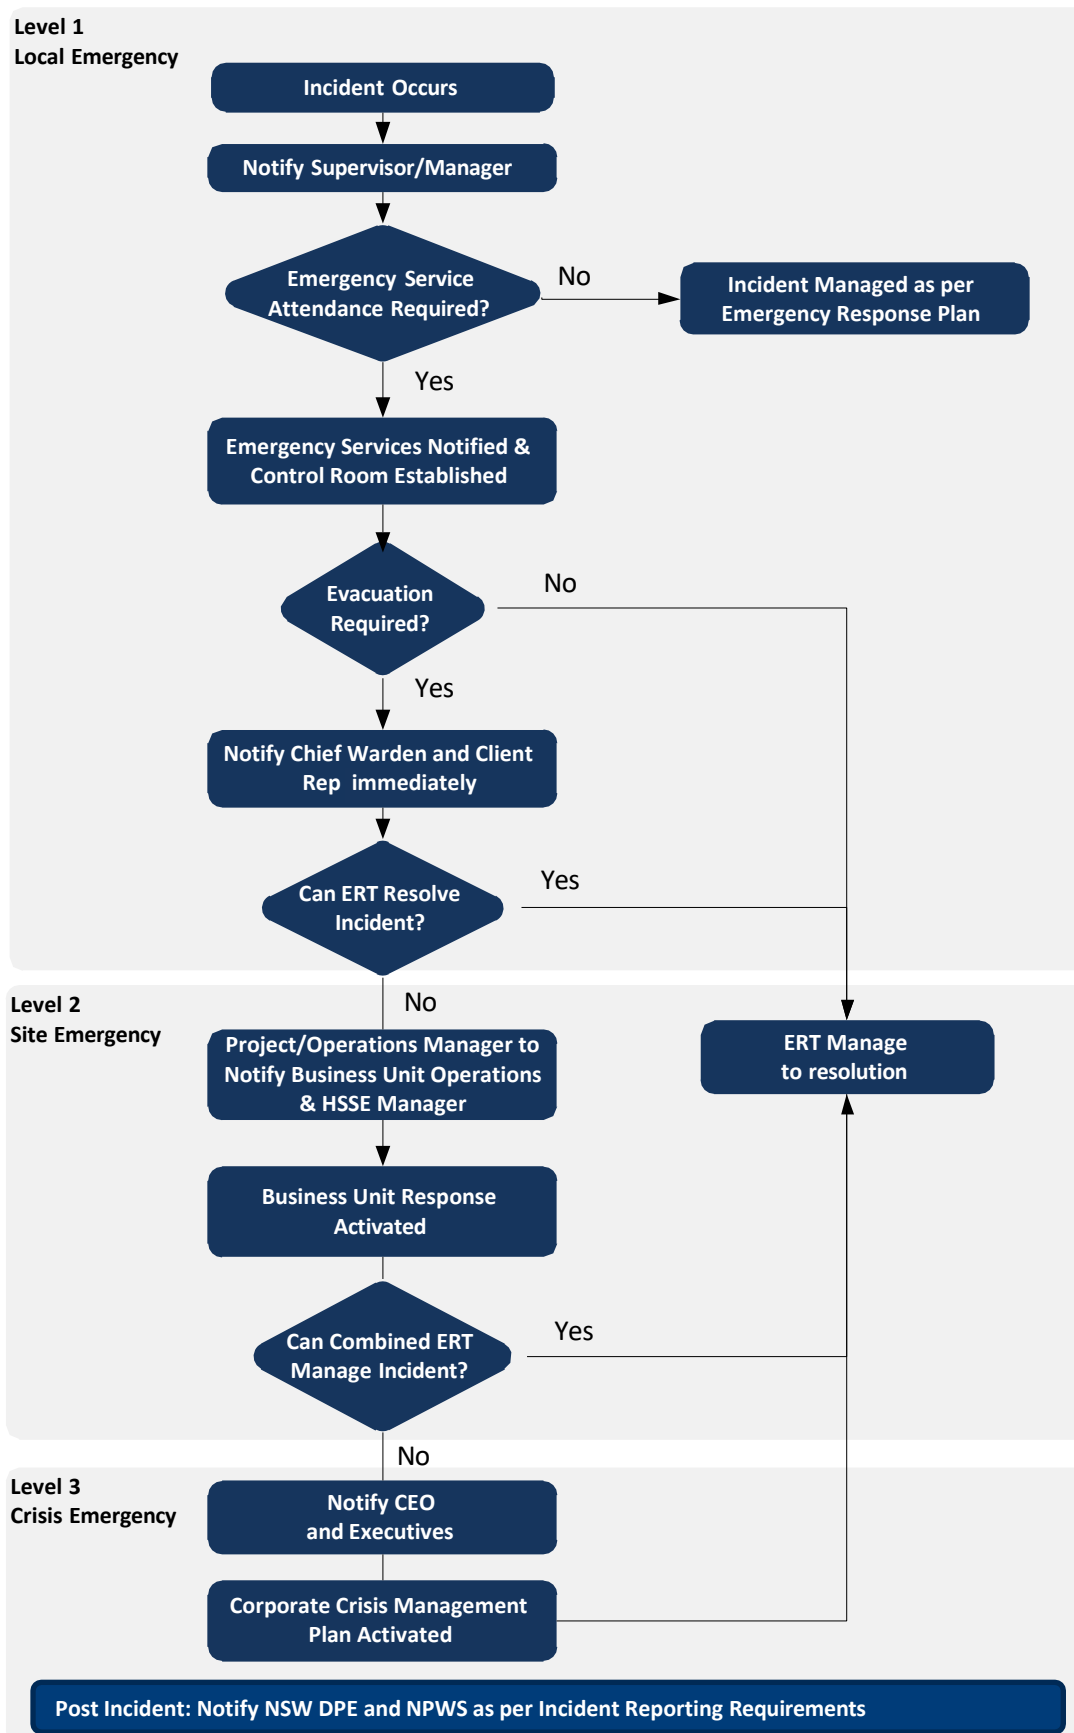 Level 1
Local Emergency
Incident Occurs
Notify Supervisor/Manager
Emergency Service
Attendance Required?
No
Incident Managed as per
Emergency Response Plan
Yes
Emergency Services Notified &
Control Room Established
Evacuation
Required?
No
Yes
Notify Chief Warden and Client
Rep immediately
Can ERT Resolve
Incident?
Yes
No
Level 2
Site Emergency
Project/Operations Manager to
Notify Business Unit Operations
& HSSE Manager
ERT Manage
to resolution
Business Unit Response
Activated
Can Combined ERT
Manage Incident?
Yes
No
Level 3
Crisis Emergency
Notify CEO
and Executives
Corporate Crisis Management
Plan Activated
Post Incident: Notify NSW DPE and NPWS as per Incident Reporting Requirements